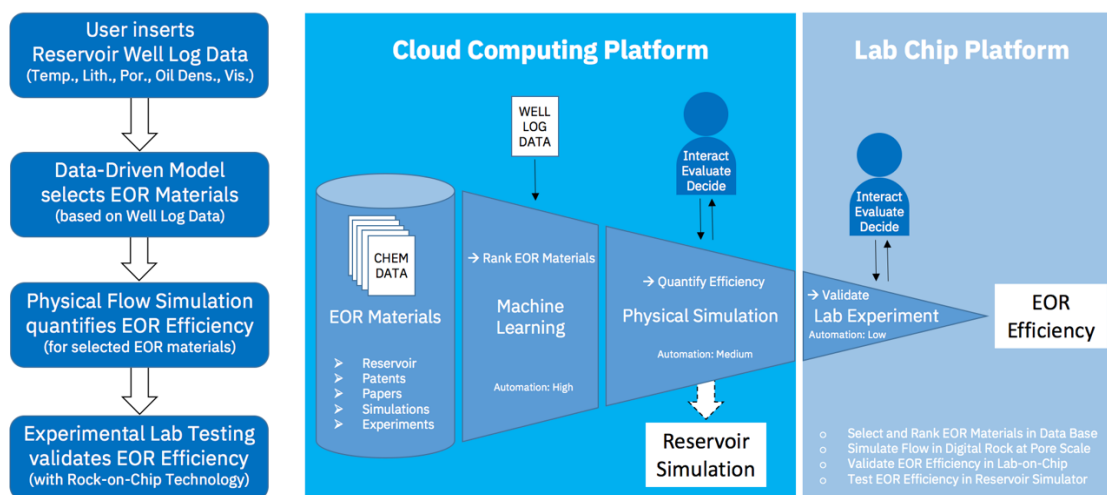 User inserts
Reservoir Well Log Data
(Temp., Lith., Por., Oil Dens., Vis.)
Data-Driven Model
selects EOR Materials
(based on Well Log Data)
Physical Flow Simulation
quantifies EOR Efficiency
(for selected EOR materials)
Experimental Lab Testing
validates EOR Efficiency
(with Rock-on-Chip Technology)
Cloud Computing Platform
CHEM
DATA
EOR Materials
➢ Reservoir
➢ Patents
➢ Papers
➢ Simulations
➢ Experiments
WELL
LOG
DATA
→ Rank EOR Materials
Machine
Learning
Automation: High
Interact
Evaluate
Decide
→ Quantify Efficiency
Physical Simulation
Automation: Medium
Reservoir
Simulation
Lab Chip Platform
Interact
Evaluate
Decide
→ Validate
Lab Experiment
Automation: Low
EOR
Efficiency
o Select and Rank EOR Materials in Data Base
o Simulate Flow in Digital Rock at Pore Scale
o Validate EOR Efficiency in Lab-on-Chip
o Test EOR Efficiency in Reservoir Simulator